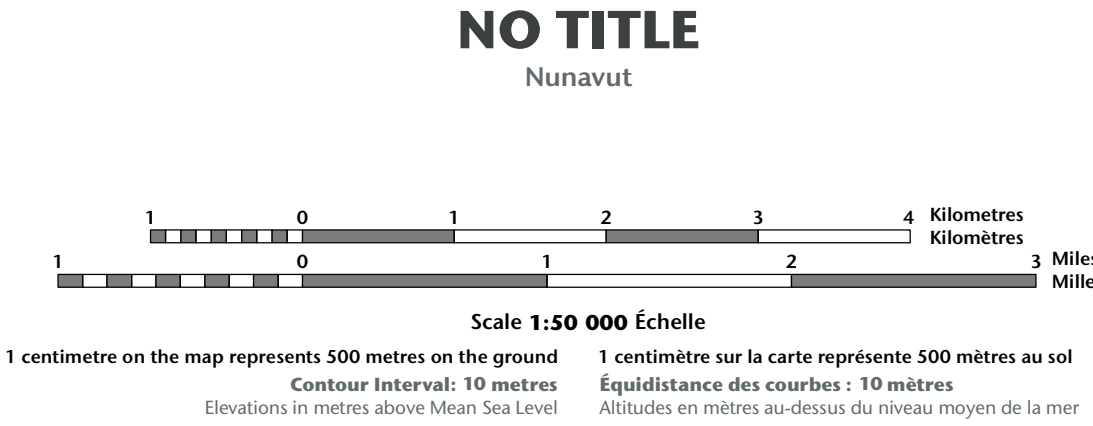 NO TITLE
Nunavut
1 0 1 2 3 4 Kilometres
Kilomètres
1 0 1 2 3 Miles
Mille
Scale 1:50 000 Échelle
1 centimetre on the map represents 500 metres on the ground
1 centimètre sur la carte représente 500 mètres au sol
Contour Interval: 10 metres
Équidistance des courbes : 10 mètres
Elevations in metres above Mean Sea Level
Altitudes en mètres au-dessus du niveau moyen de la mer